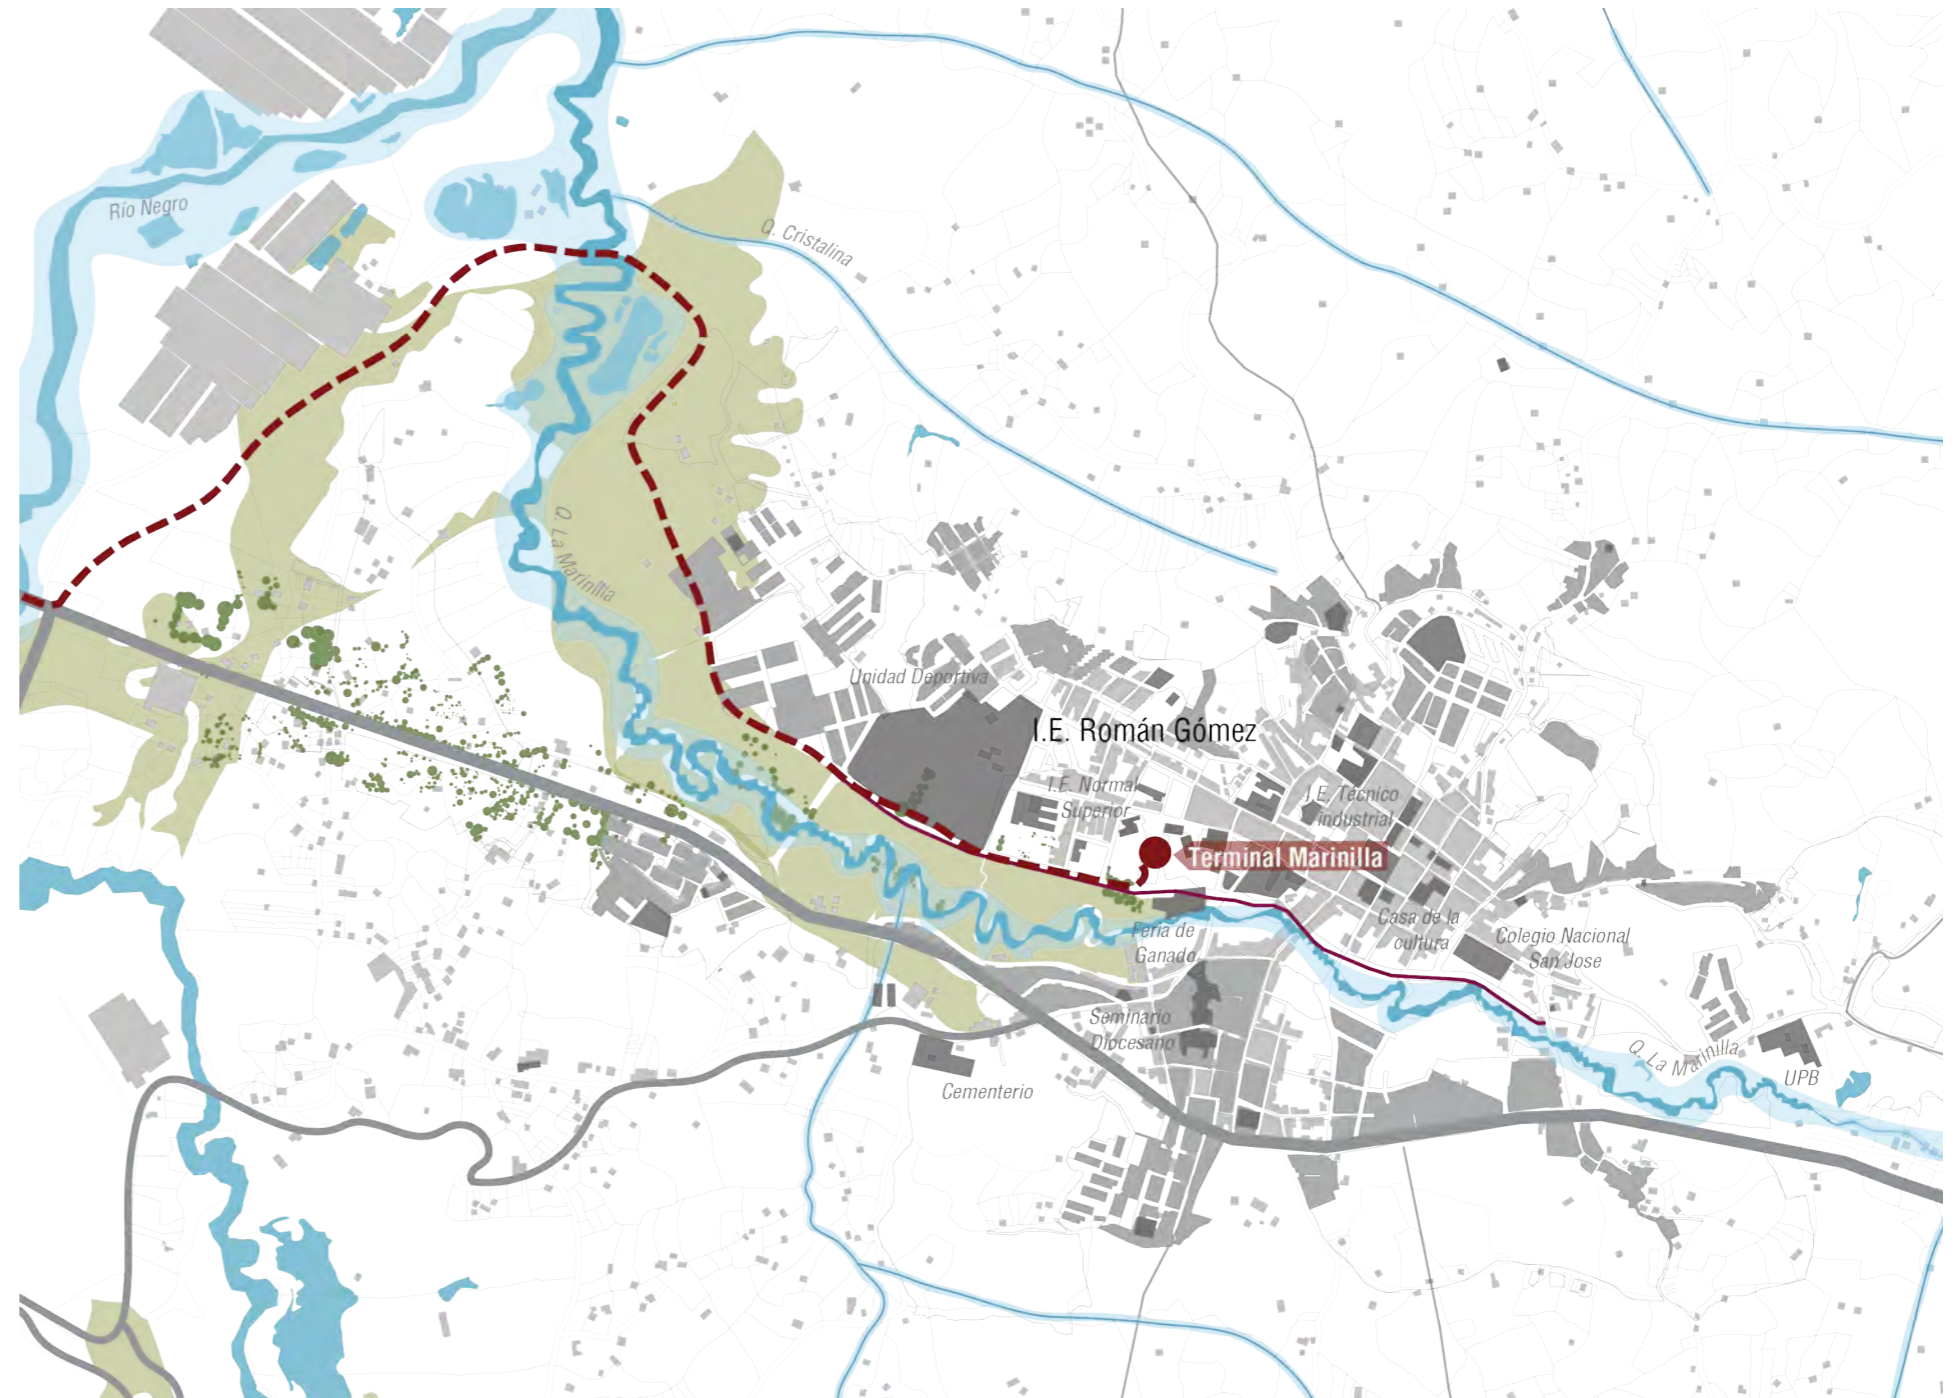 Río Negro
Q. Cristalina
Q. La Marinilla
Unidad Deportiva
I.E. Román Gómez
I.E. Normal
Superior
I.E. Técnico
industrial
Terminal Marinilla
Casa de la
cultura
Feria de
Ganado
Colegio Nacional
San Jose
Seminario
Diocesano
Q. La Marinilla
UPB
Cementerio